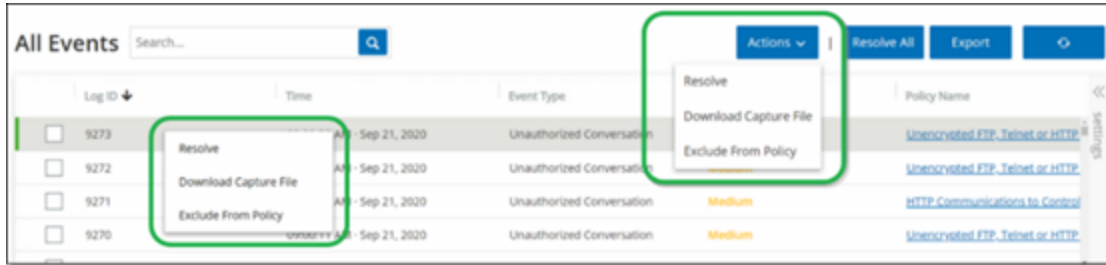 All Events Search... Actions | Resolve All Export
Log ID Time Event Type Policy Name
Resolve
Download Capture File
Exclude From Policy
9273 AM - Sep 21, 2020 Unauthorized Conversation Unencrypted FTP, Telnet or HTTP
Resolve
9272 AM - Sep 21, 2020 Unauthorized Conversation Medium Unencrypted FTP, Telnet or HTTP
Download Capture File
9271 AM - Sep 21, 2020 Unauthorized Conversation Medium HTTP Communications to Control
Exclude From Policy
9270 AM - Sep 21, 2020 Unauthorized Conversation Medium Unencrypted FTP, Telnet or HTTP
settings